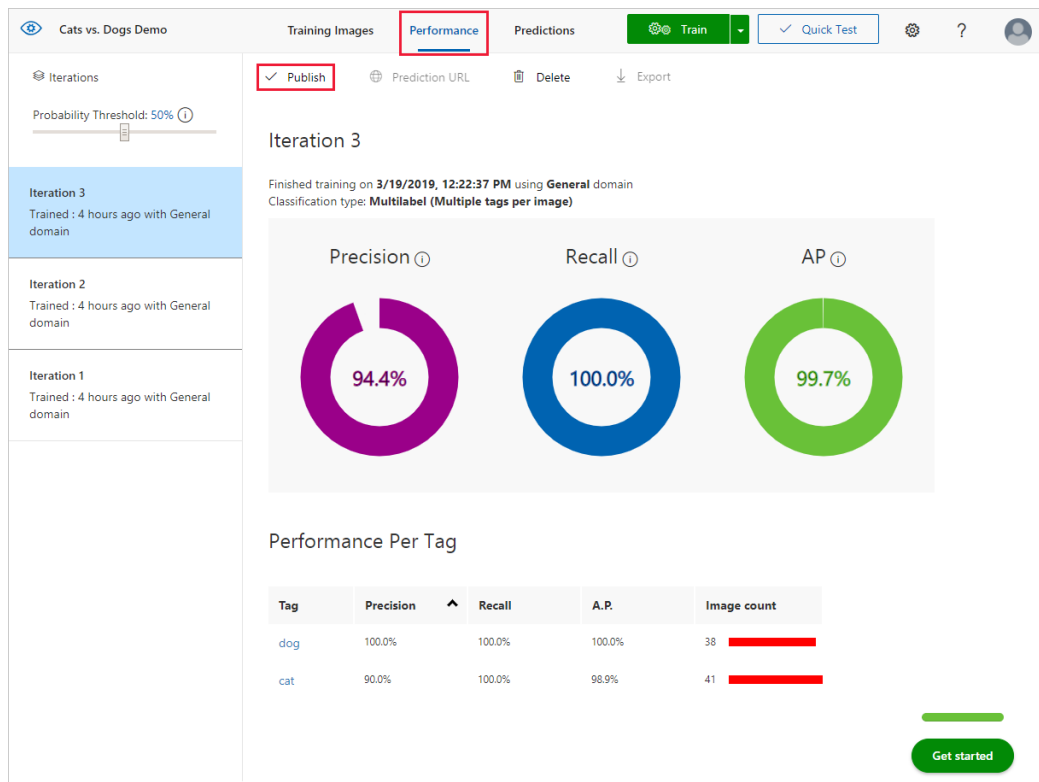 Cats vs. Dogs Demo
Training Images
Performance
Predictions
Train
Quick Test
?
Iterations
Probability Threshold: 50% i
Iteration 3
Trained : 4 hours ago with General
domain
Iteration 2
Trained : 4 hours ago with General
domain
Iteration 1
Trained : 4 hours ago with General
domain
Publish
Prediction URL
Delete
Export
Iteration 3
Finished training on 3/19/2019, 12:22:37 PM using General domain
Classification type: Multilabel (Multiple tags per image)
Precision i
Recall i
AP i
94.4%
100.0%
99.7%
Performance Per Tag
Tag Precision Recall A.P. Image count
dog 100.0% 100.0% 100.0% 38
cat 90.0% 100.0% 98.9% 41
Get started